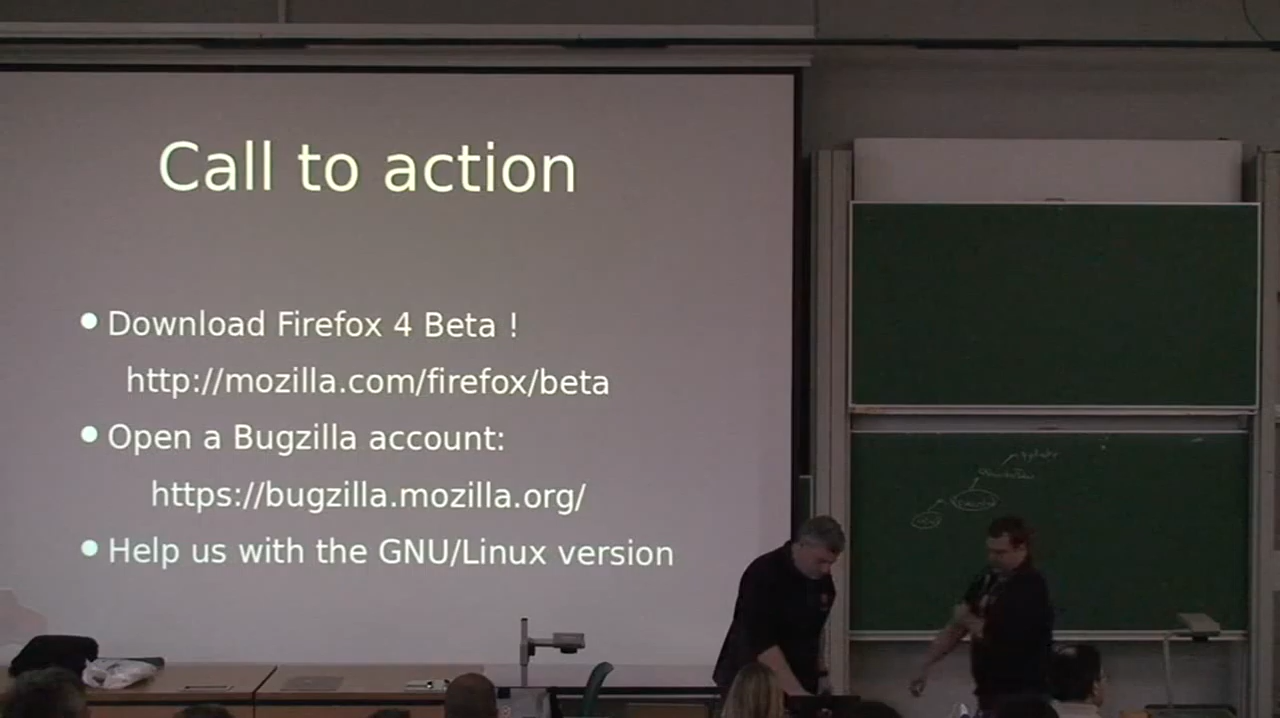 Call to action
Download Firefox 4 Beta !
http://mozilla.com/firefox/beta
Open a Bugzilla account:
https://bugzilla.mozilla.org/
Help us with the GNU/Linux version